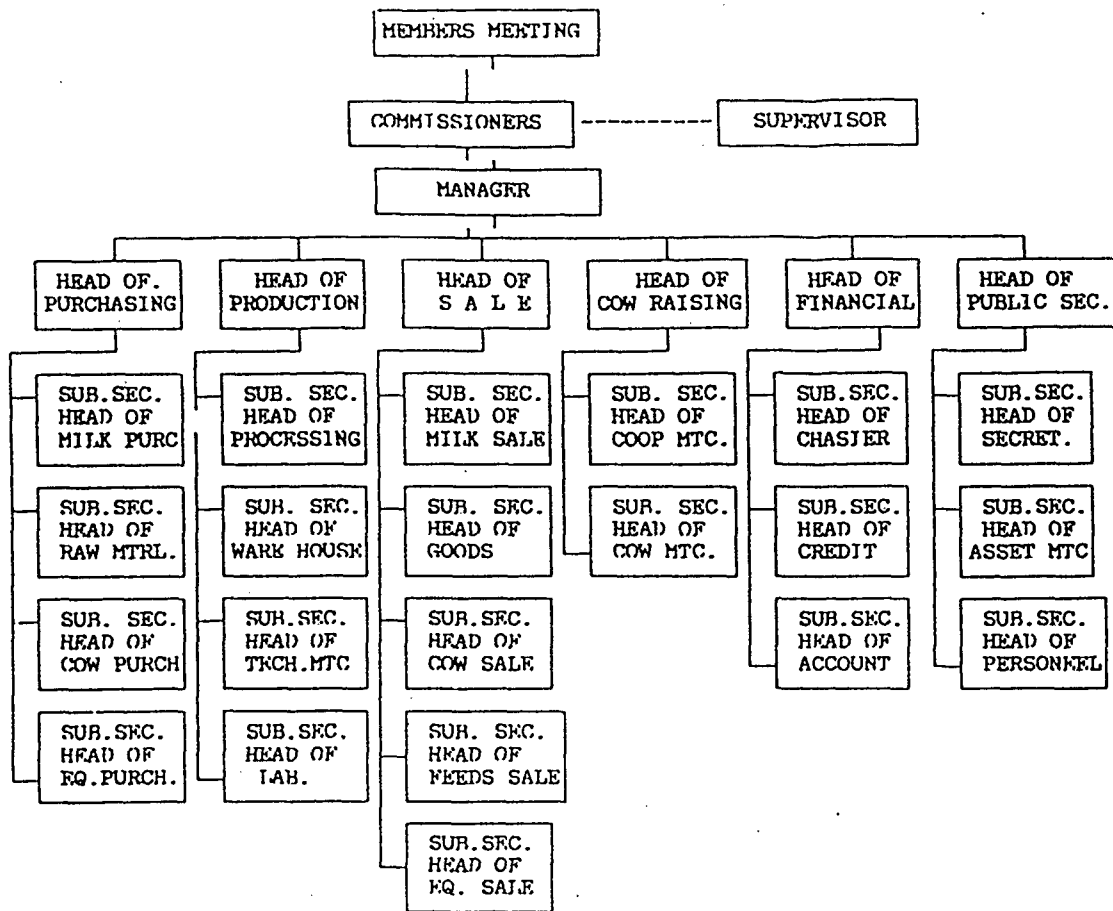 MEMBERS MEETING
COMMISSIONERS
SUPERVISOR
MANAGER
HEAD OF.
PURCHASING
HEAD OF
PRODUCTION
HEAD OF
S A L E
HEAD OF
COW RAISING
HEAD OF
FINANCIAL
HEAD OF
PUBLIC SEC.
SUB.SEC.
HEAD OF
MILK PURC
SUB. SEC.
HEAD OF
PROCESSING
SUB.SEC.
HEAD OF
MILK SALE
SUB. SEC.
HEAD OF
COOP MTC.
SUB.SEC.
HEAD OF
CHASIER
SUB.SEC.
HEAD OF
SECRET.
SUB.SEC.
HEAD OF
RAW MTRL.
SUB. SEC.
HEAD OF
WARE HOUSE
SUB. SEC.
HEAD OF
GOODS
SUB. SEC.
HEAD OF
COW MTC.
SUB.SEC.
HEAD OF
CREDIT
SUB.SEC.
HEAD OF
ASSET MTC
SUB. SEC.
HEAD OF
COW PURCH
SUB.SEC.
HEAD OF
TECH.MTC
SUB.SEC.
HEAD OF
COW SALE
SUB.SEC.
HEAD OF
ACCOUNT
SUB.SEC.
HEAD OF
PERSONEEL
SUB.SEC.
HEAD OF
EQ.PURCH.
SUB.SEC.
HEAD OF
LAB.
SUB. SEC.
HEAD OF
FEEDS SALE
SUB.SEC.
HEAD OF
EQ. SALE